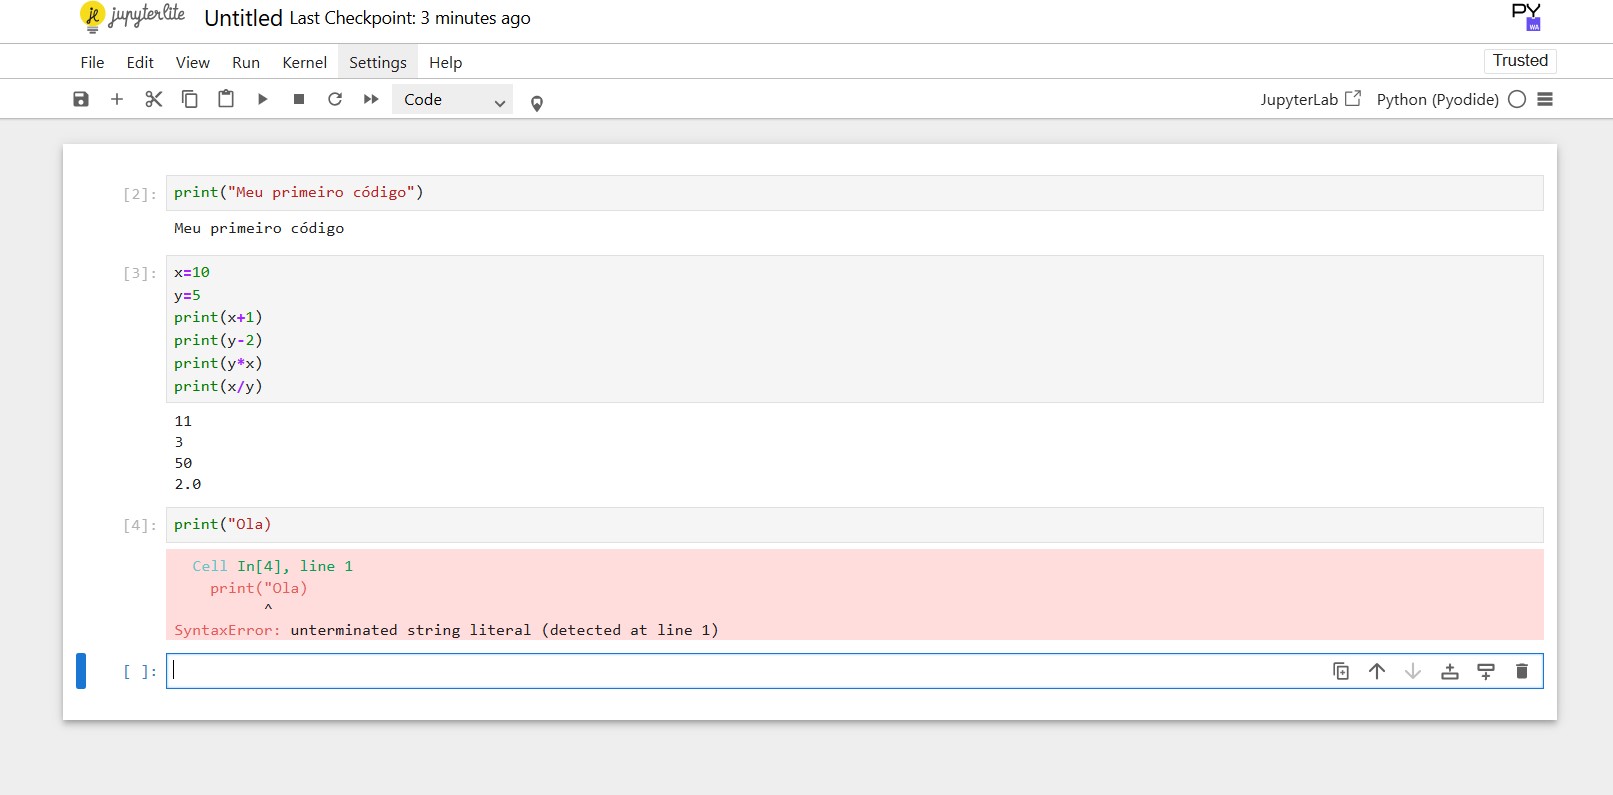 jupyterlite Untitled Last Checkpoint: 3 minutes ago PY WA
File Edit View Run Kernel Settings Help Trusted
Code JupyterLab Python (Pyodide)
[2]: print("Meu primeiro código")
Meu primeiro código
[3]: x=10
y=5
print(x+1)
print(y-2)
print(y*x)
print(x/y)
11
3
50
2.0
[4]: print("Ola)
Cell In[4], line 1
print("Ola)
^
SyntaxError: unterminated string literal (detected at line 1)
[ ]: